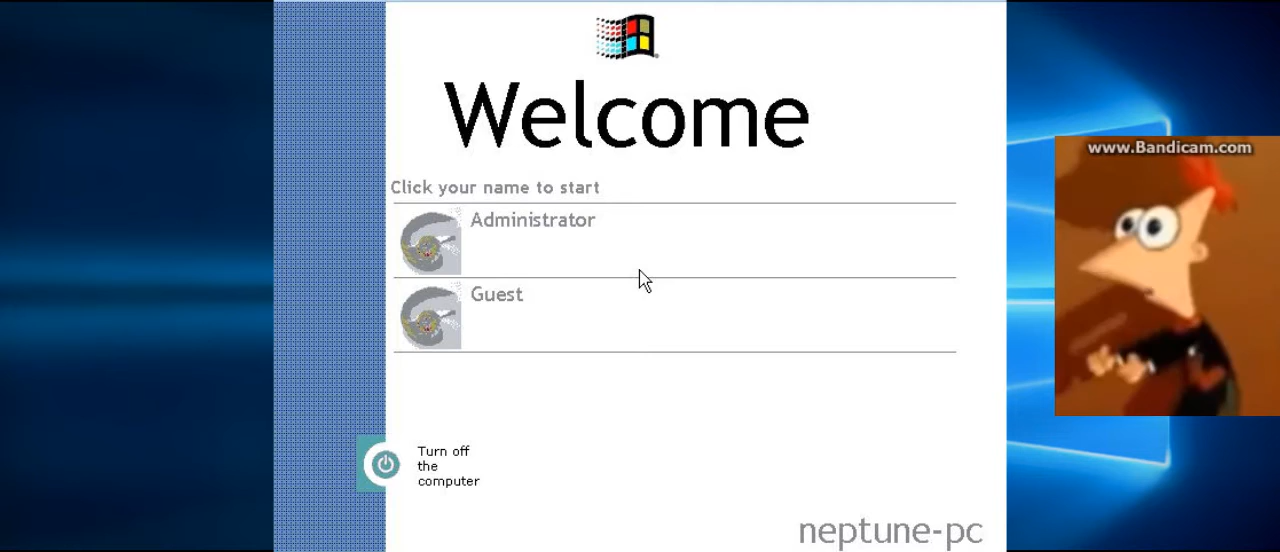 Welcome
www.Bandicam.com
Click your name to start
Administrator
Guest
Turn off
the
computer
neptune-pc